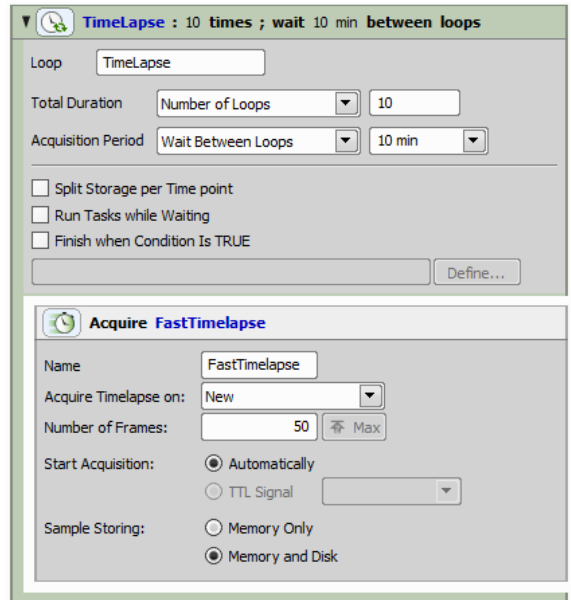 TimeLapse : 10 times ; wait 10 min between loops
Loop TimeLapse
Total Duration Number of Loops 10
Acquisition Period Wait Between Loops 10 min
Split Storage per Time point
Run Tasks while Waiting
Finish when Condition Is TRUE
Define...
Acquire FastTimelapse
Name FastTimelapse
Acquire Timelapse on: New
Number of Frames: 50 Max
Start Acquisition: Automatically
TTL Signal
Sample Storing: Memory Only
Memory and Disk